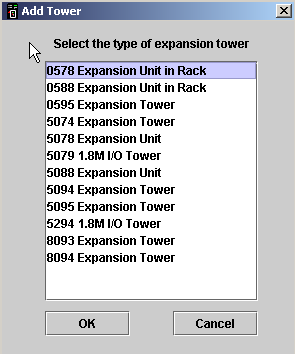 Add Tower
Select the type of expansion tower
0578 Expansion Unit in Rack
0588 Expansion Unit in Rack
0595 Expansion Tower
5074 Expansion Tower
5078 Expansion Unit
5079 1.8M I/O Tower
5088 Expansion Unit
5094 Expansion Tower
5095 Expansion Tower
5294 1.8M I/O Tower
8093 Expansion Tower
8094 Expansion Tower
OK Cancel